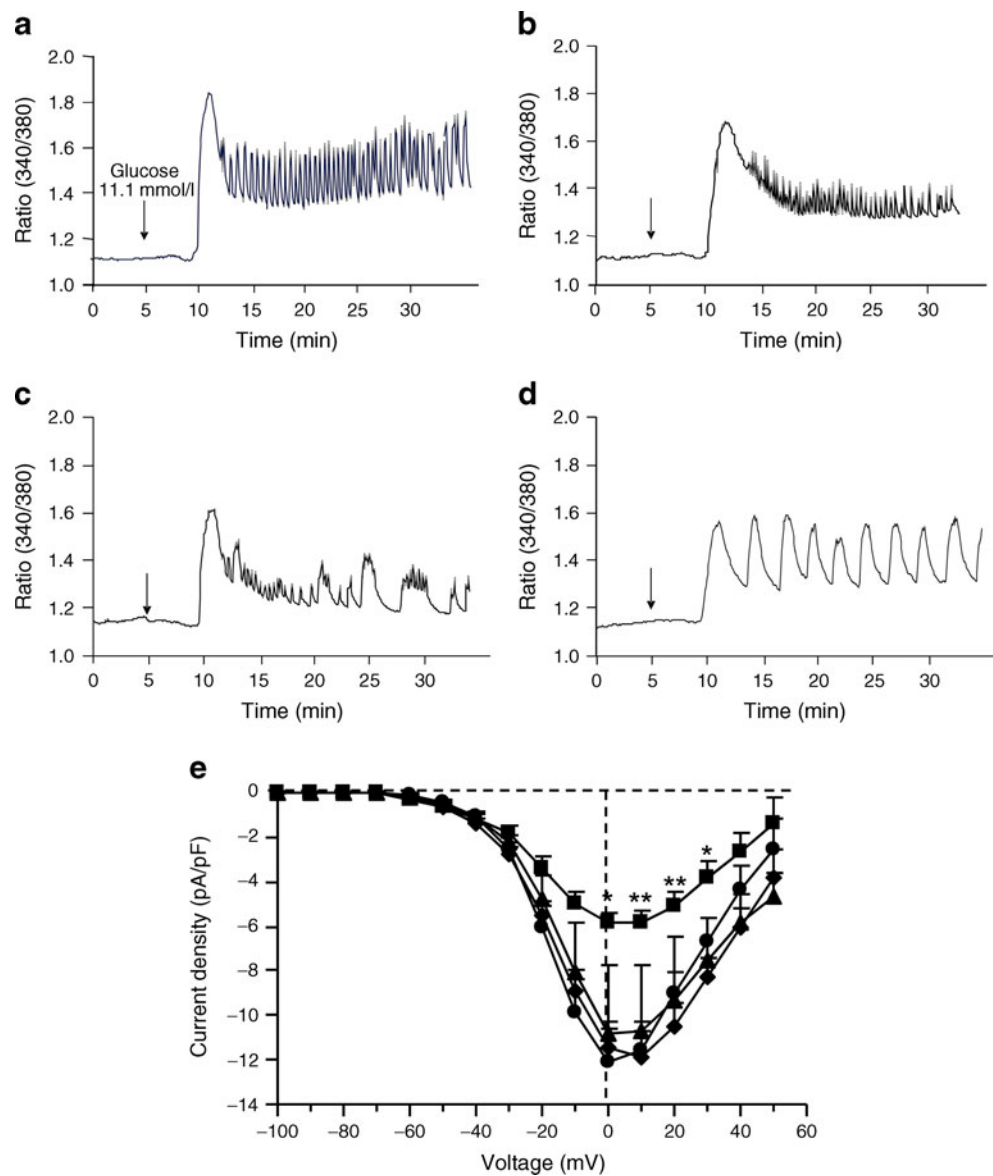 a
2.0
1.8
1.6
1.4
1.2
1.0
Ratio (340/380)
Glucose
11.1 mmol/l
0 5 10 15 20 25 30
Time (min)
b
2.0
1.8
1.6
1.4
1.2
1.0
Ratio (340/380)
0 5 10 15 20 25 30
Time (min)
c
2.0
1.8
1.6
1.4
1.2
1.0
Ratio (340/380)
0 5 10 15 20 25 30
Time (min)
d
2.0
1.8
1.6
1.4
1.2
1.0
Ratio (340/380)
0 5 10 15 20 25 30
Time (min)
e
0
−2
−4
−6
−8
−10
−12
−14
Current density (pA/pF)
* ** ** *
−100 −80 −60 −40 −20 0 20 40 60
Voltage (mV)